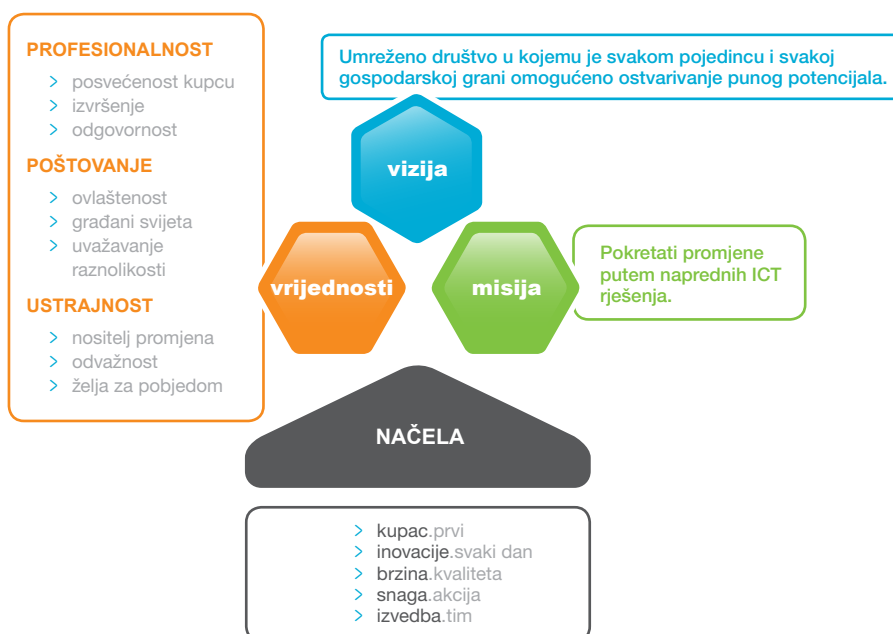 PROFESIONALNOST
> posvećenost kupcu
> izvršenje
> odgovornost
POŠTOVANJE
> ovlaštenost
> građani svijeta
> uvažavanje
raznolikosti
USTRAJNOST
> nositelj promjena
> odvažnost
> želja za pobjedom
Umreženo društvo u kojemu je svakom pojedincu i svakoj
gospodarskoj grani omogućeno ostvarivanje punog potencijala.
vizija
vrijednosti
misija
Pokretati promjene
putem naprednih ICT
rješenja.
NAČELA
> kupac.prvi
> inovacije.svaki dan
> brzina.kvaliteta
> snaga.akcija
> izvedba.tim